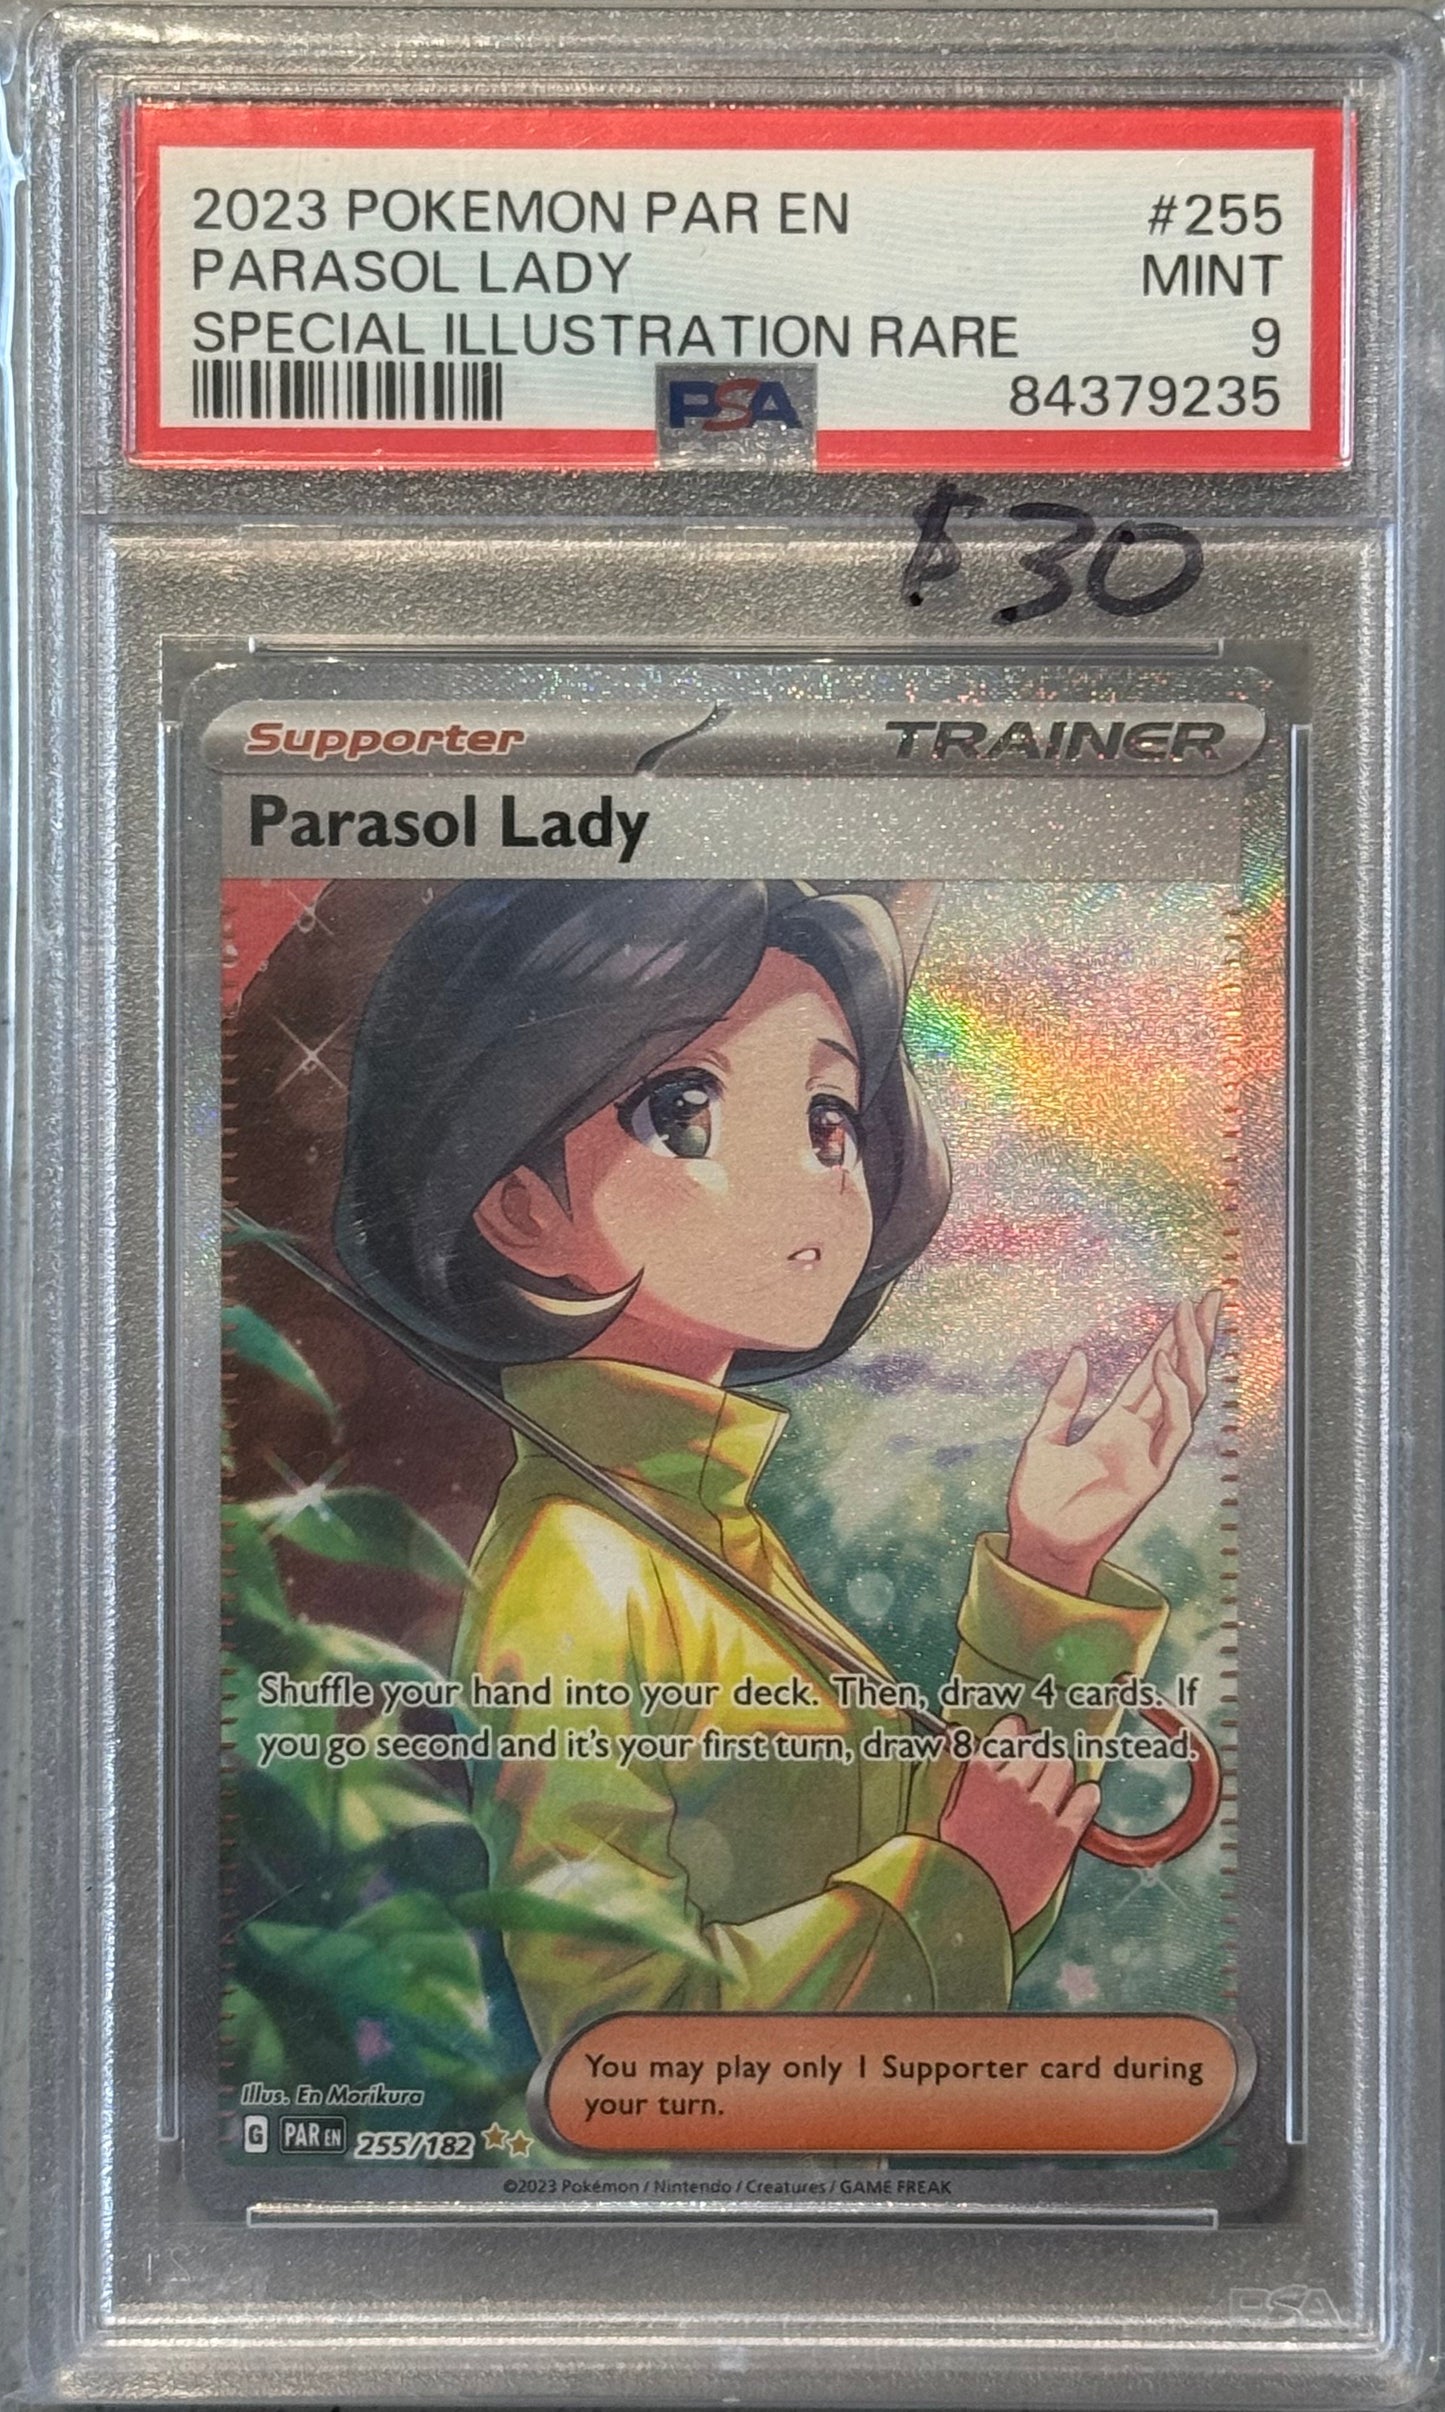 2023 POKEMON PAR EN #255
PARASOL LADY MINT
SPECIAL ILLUSTRATION RARE 9
PSA 84379235
$30
Supporter TRAINER
Parasol Lady
Shuffle your hand into your deck. Then, draw 4 cards. If
you go second and it's your first turn, draw 8 cards instead.
You may play only 1 Supporter card during
your turn.
Illus. En Morikura
G PAR EN 255/182
©2023 Pokémon / Nintendo / Creatures / GAME FREAK
PSA